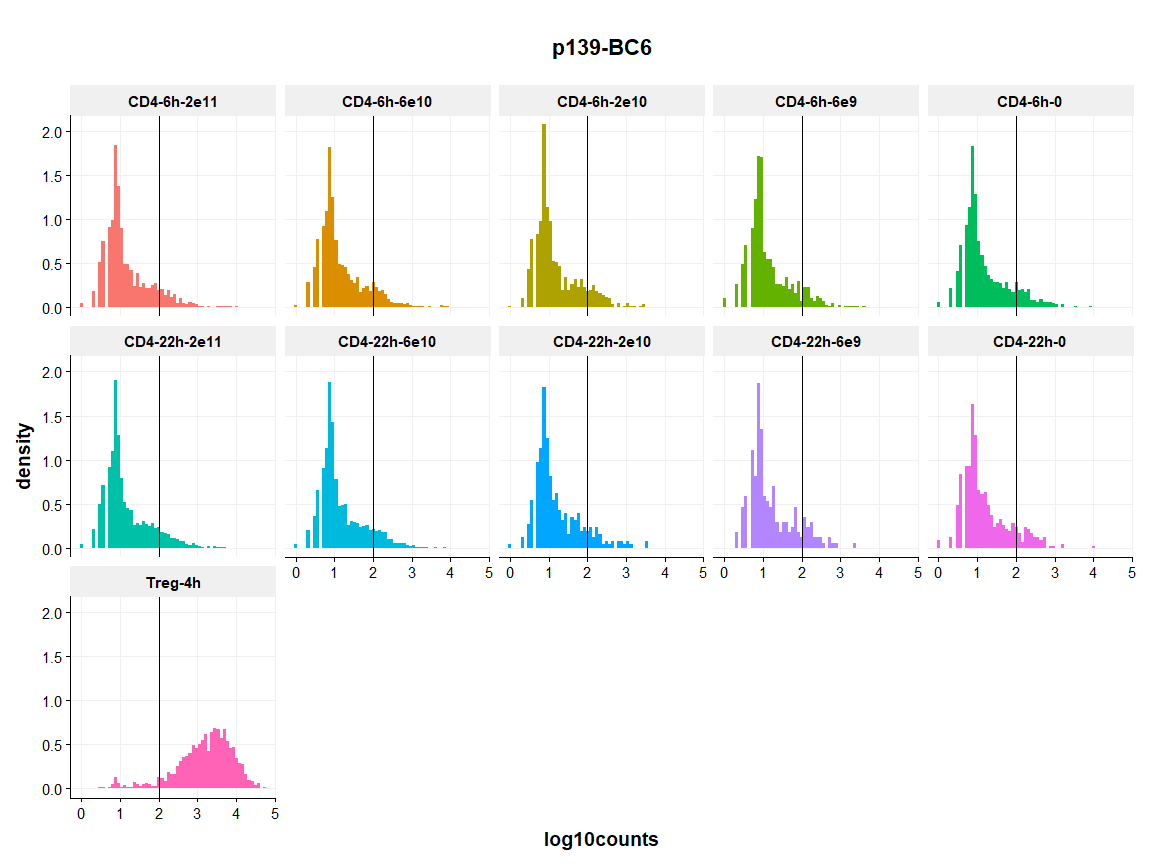 p139-BC6
CD4-6h-2e11 CD4-6h-6e10 CD4-6h-2e10 CD4-6h-6e9 CD4-6h-0
2.0
1.5
1.0
0.5
0.0
CD4-22h-2e11 CD4-22h-6e10 CD4-22h-2e10 CD4-22h-6e9 CD4-22h-0
2.0
1.5
1.0
0.5
0.0
density
0 1 2 3 4 5 0 1 2 3 4 5 0 1 2 3 4 5 0 1 2 3 4 5
Treg-4h
2.0
1.5
1.0
0.5
0.0
0 1 2 3 4 5
log10counts